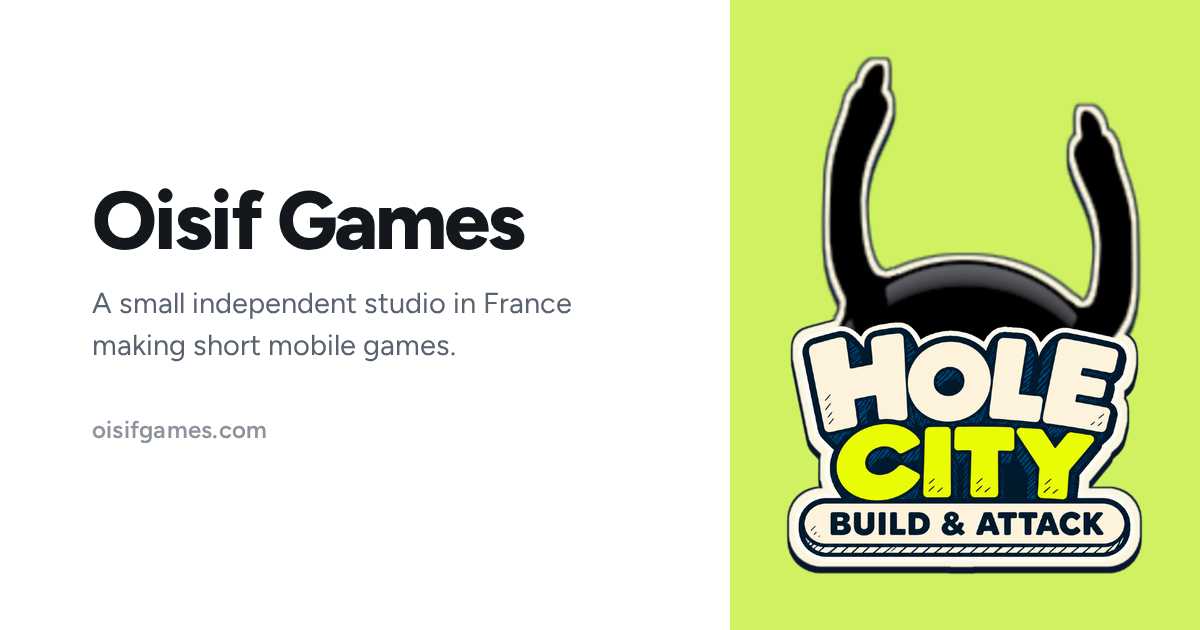 Oisif Games
A small independent studio in France
making short mobile games.
oisifgames.com
HOLE
CITY
BUILD & ATTACK